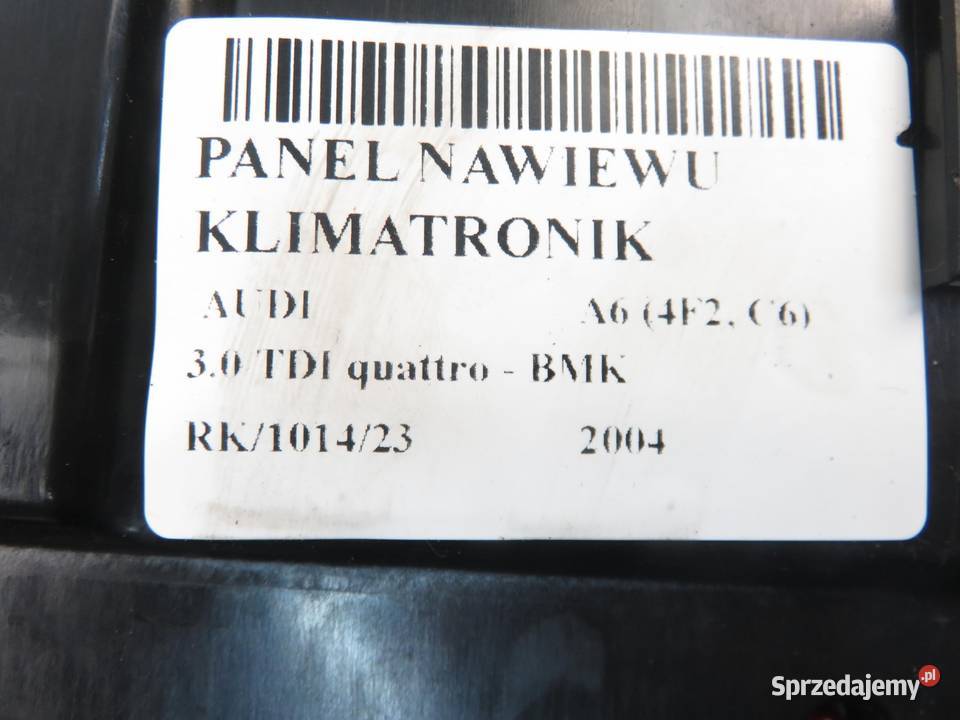 PANEL NAWIEWU
KLIMATRONIK
AUDI A6 (4F2, C6)
3.0 TDI quattro - BMK
RK/1014/23 2004
Sprzedajemy.pl